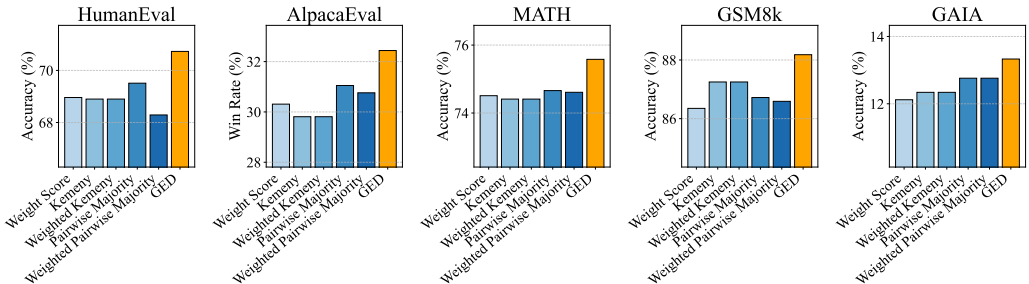 HumanEval
Accuracy (%)
70
68
Weight Score
Kemeny
Weighted Kemeny
Pairwise Majority
Weighted Pairwise Majority
GED
AlpacaEval
Win Rate (%)
32
30
28
Weight Score
Kemeny
Weighted Kemeny
Pairwise Majority
Weighted Pairwise Majority
GED
MATH
Accuracy (%)
76
74
Weight Score
Kemeny
Weighted Kemeny
Pairwise Majority
Weighted Pairwise Majority
GED
GSM8k
Accuracy (%)
88
86
Weight Score
Kemeny
Weighted Kemeny
Pairwise Majority
Weighted Pairwise Majority
GED
GAIA
Accuracy (%)
14
12
Weight Score
Kemeny
Weighted Kemeny
Pairwise Majority
Weighted Pairwise Majority
GED